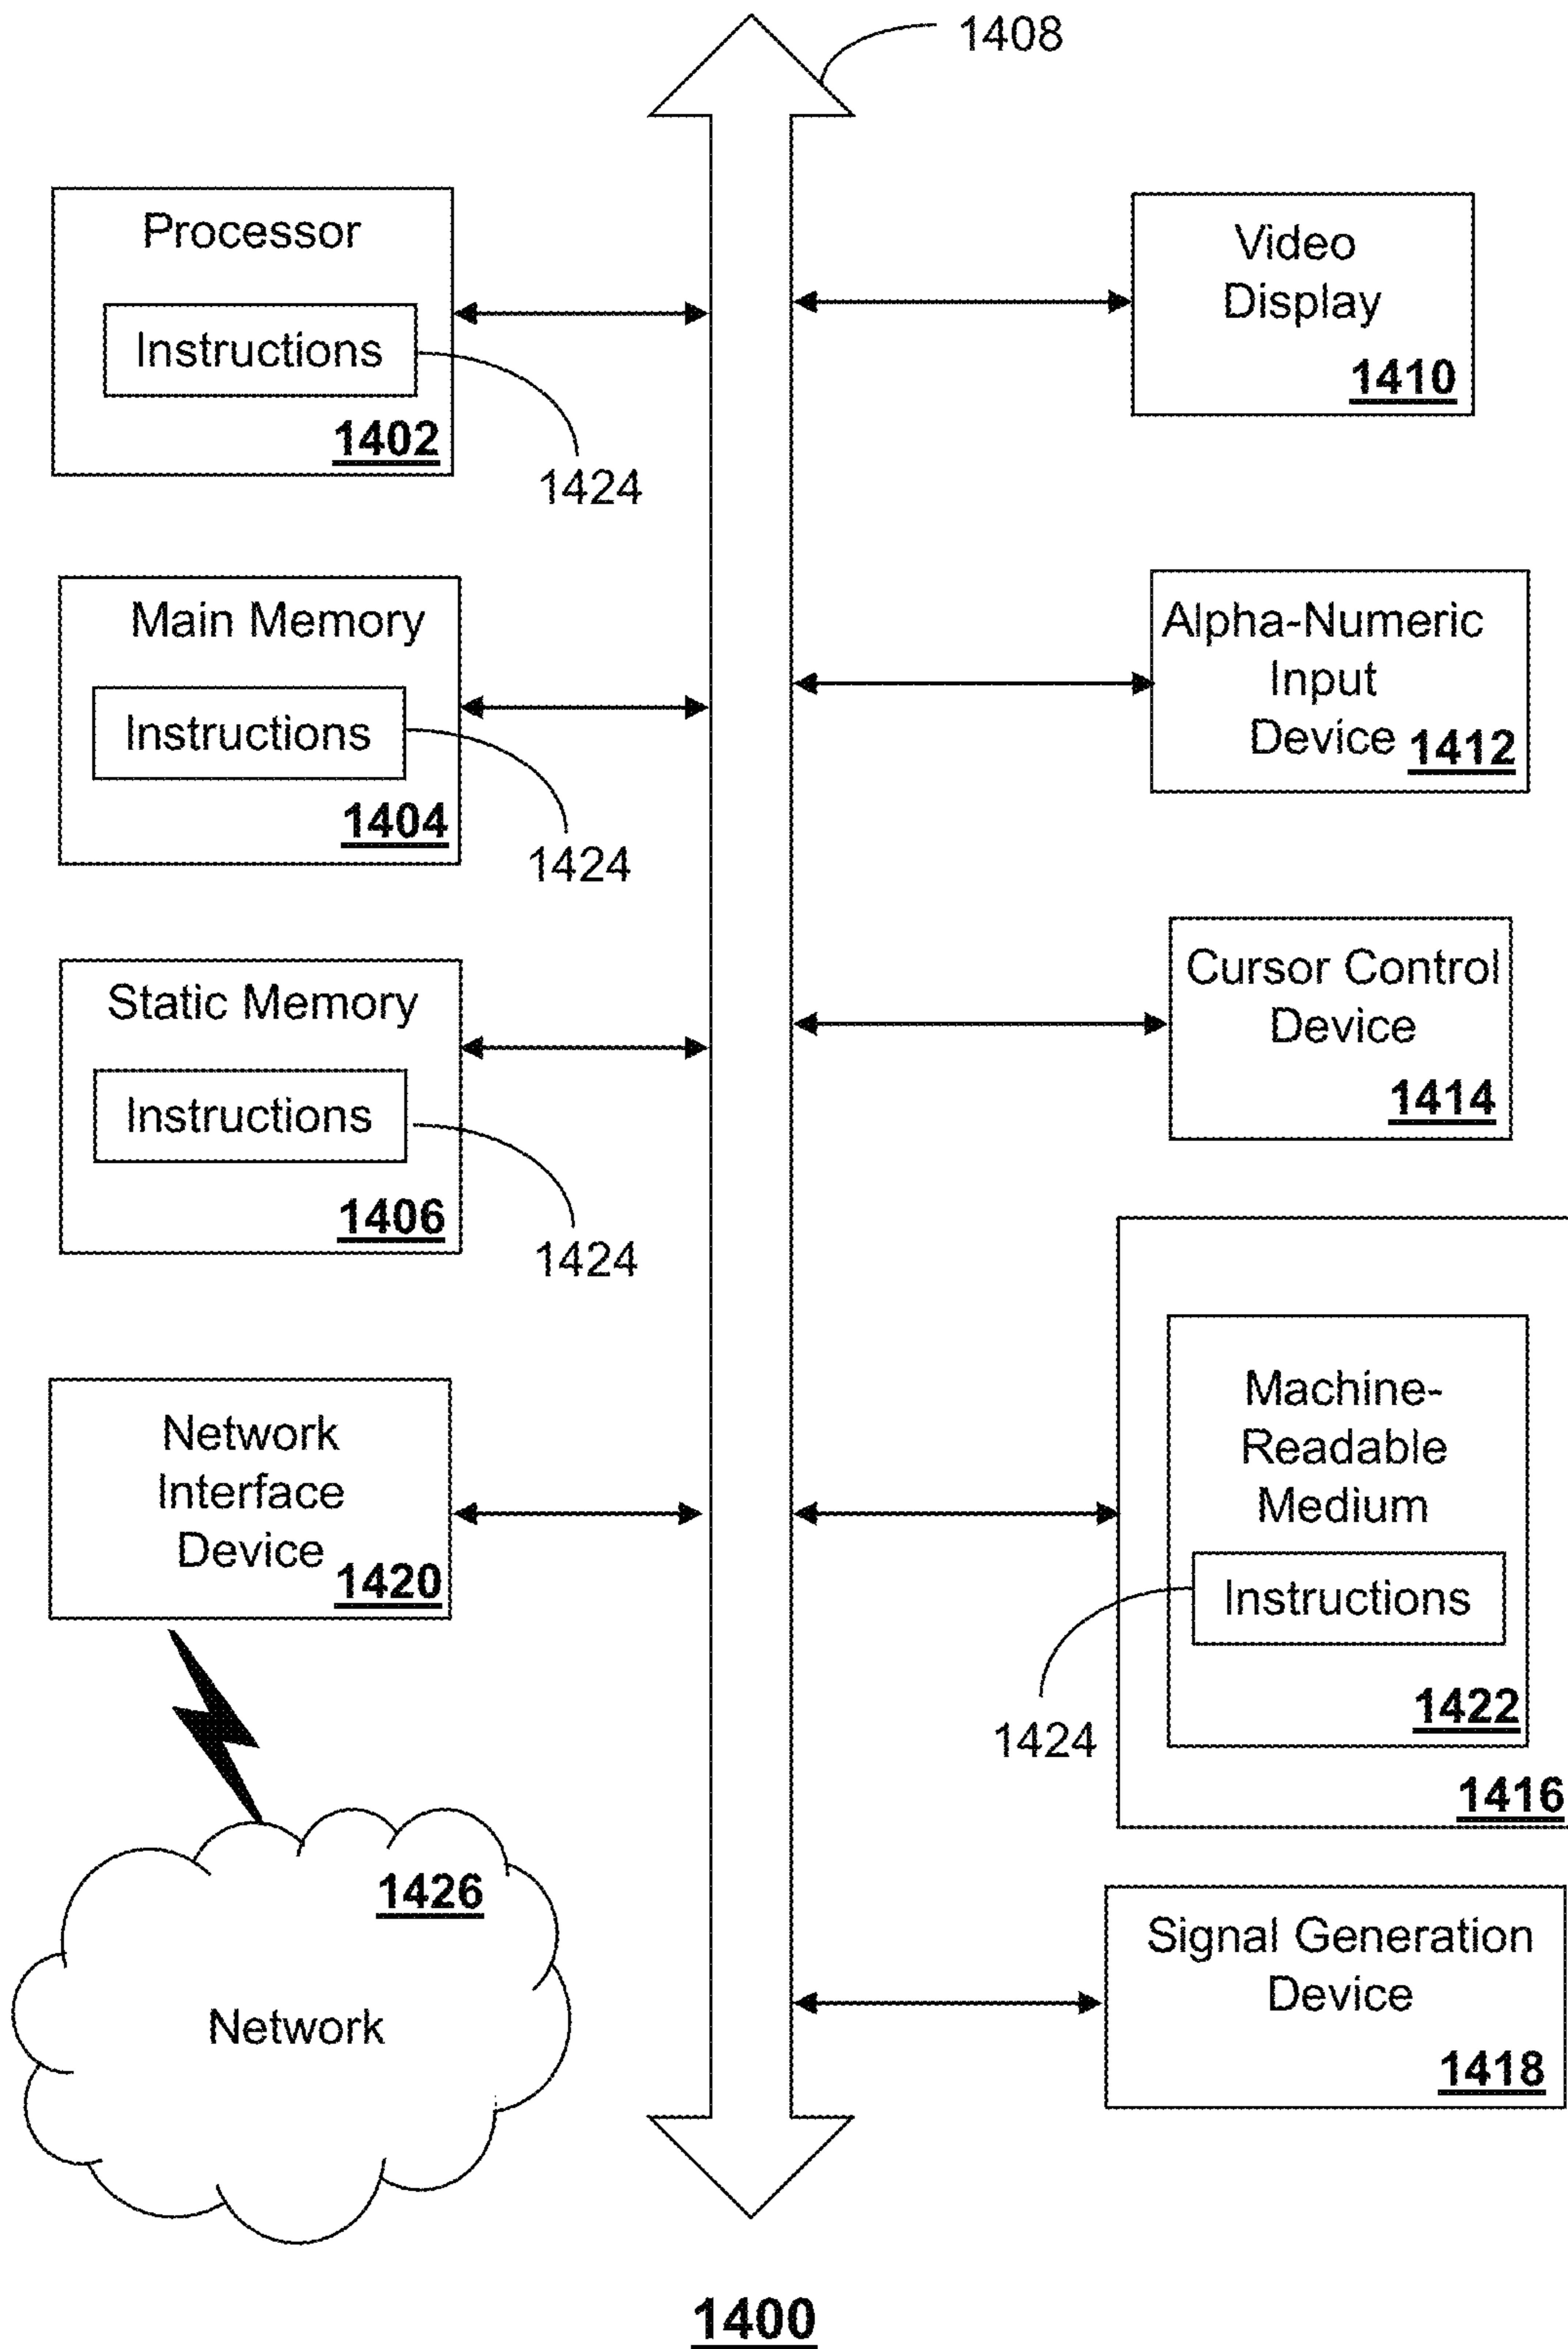 1408
Processor
Instructions
1402
1424
Main Memory
Instructions
1404
1424
Static Memory
Instructions
1406
1424
Network
Interface
Device
1420
1426
Network
Video
Display
1410
Alpha-Numeric
Input
Device 1412
Cursor Control
Device
1414
Machine-
Readable
Medium
Instructions
1422
1424
1416
Signal Generation
Device
1418
1400